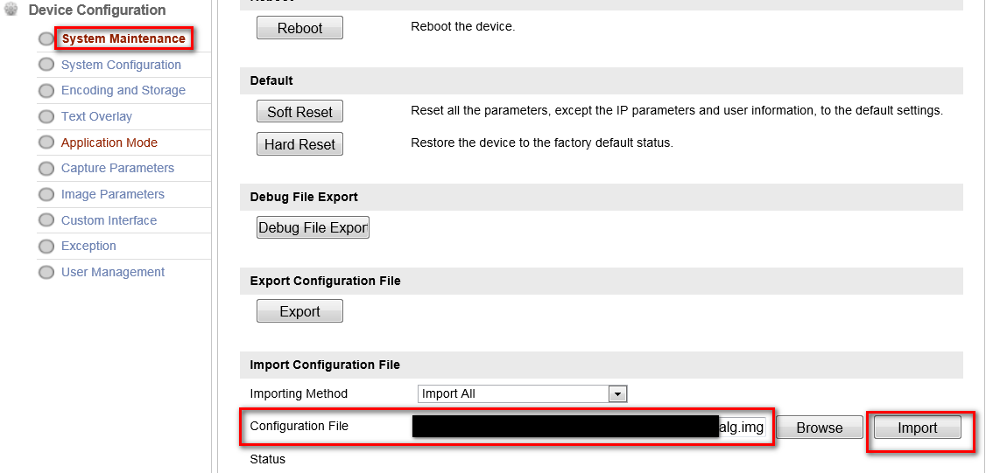 Device Configuration
System Maintenance
System Configuration
Encoding and Storage
Text Overlay
Application Mode
Capture Parameters
Image Parameters
Custom Interface
Exception
User Management
Reboot
Reboot the device.
Default
Soft Reset
Reset all the parameters, except the IP parameters and user information, to the default settings.
Hard Reset
Restore the device to the factory default status.
Debug File Export
Debug File Expor
Export Configuration File
Export
Import Configuration File
Importing Method
Import All
Configuration File
alg.img
Browse
Import
Status